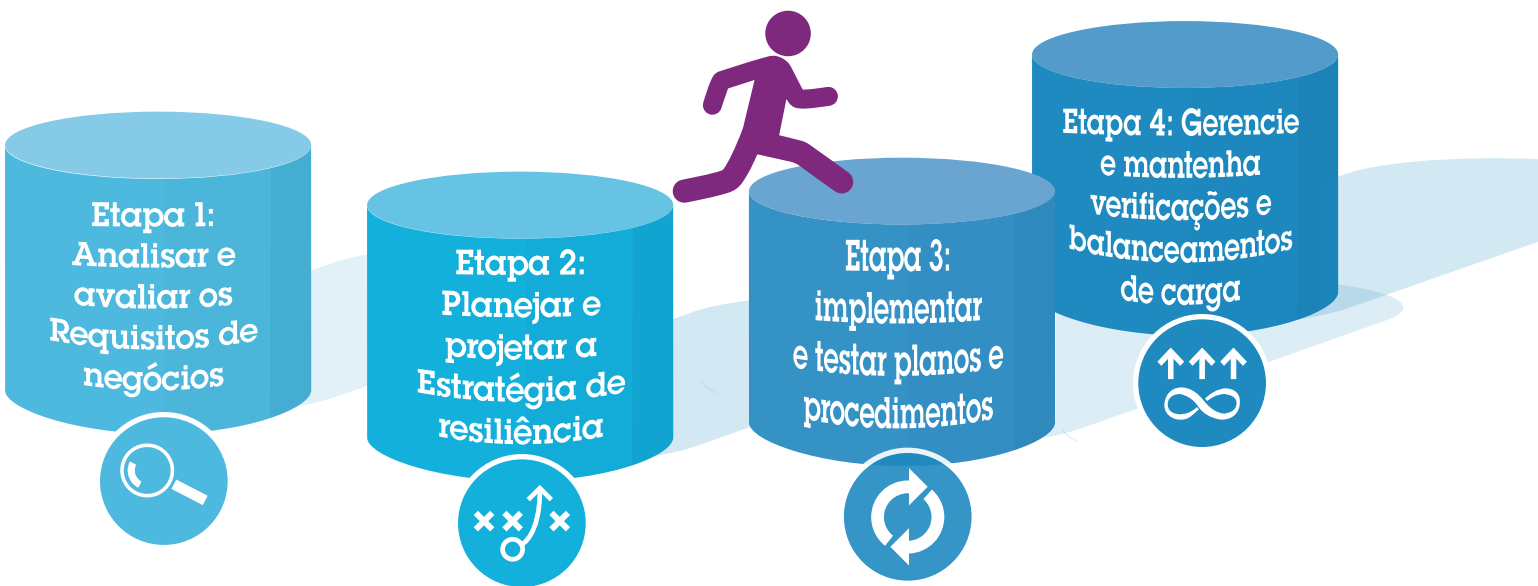 Etapa 1:
Analisar e
avaliar os
Requisitos de
negócios
Etapa 2:
Planejar e
projetar a
Estratégia de
resiliência
Etapa 3:
implementar
e testar planos e
procedimentos
Etapa 4: Gerencie
e mantenha
verificações e
balanceamentos
de carga